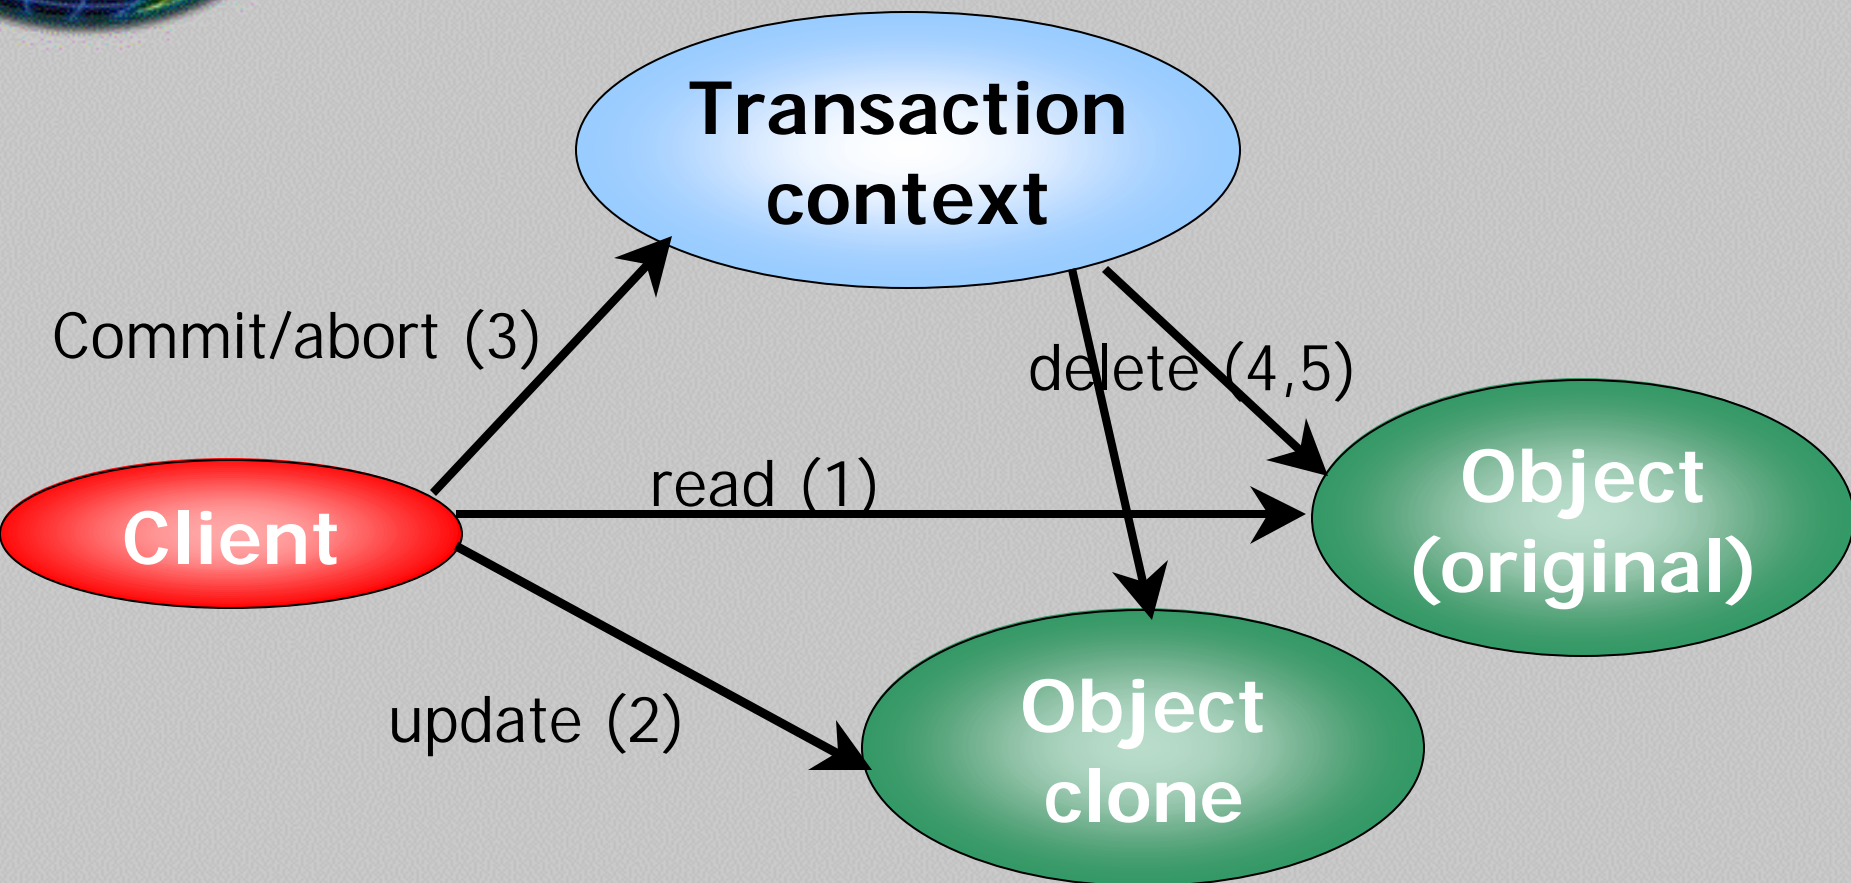 Transaction
context
Commit/abort (3)
delete (4,5)
read (1)
Object
(original)
Client
update (2)
Object
clone